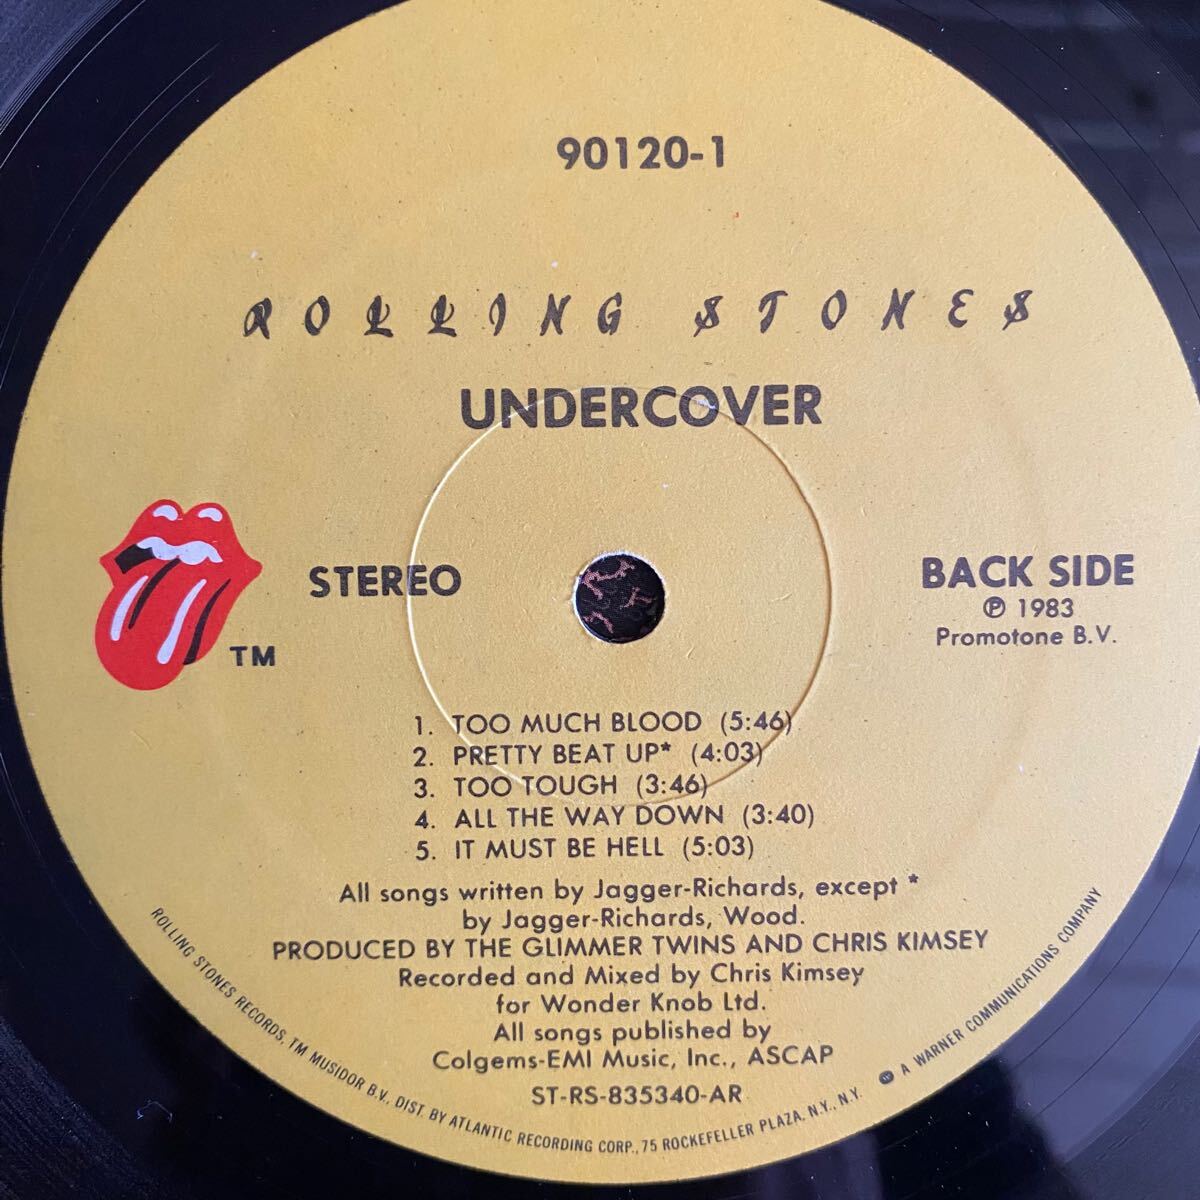 90120-1
ROLLING STONES
UNDERCOVER
STEREO
TM
BACK SIDE
℗ 1983
Promotone B.V.
1. TOO MUCH BLOOD (5:46)
2. PRETTY BEAT UP* (4:03)
3. TOO TOUGH (3:46)
4. ALL THE WAY DOWN (3:40)
5. IT MUST BE HELL (5:03)
All songs written by Jagger-Richards, except *
by Jagger-Richards, Wood.
PRODUCED BY THE GLIMMER TWINS AND CHRIS KIMSEY
Recorded and Mixed by Chris Kimsey
for Wonder Knob Ltd.
All songs published by
Colgems-EMI Music, Inc., ASCAP
ST-RS-835340-AR
ROLLING STONES RECORDS, TM MUSIDOR B.V., DIST. BY ATLANTIC RECORDING CORP., 75 ROCKEFELLER PLAZA, N.Y., N.Y. A WARNER COMMUNICATIONS COMPANY